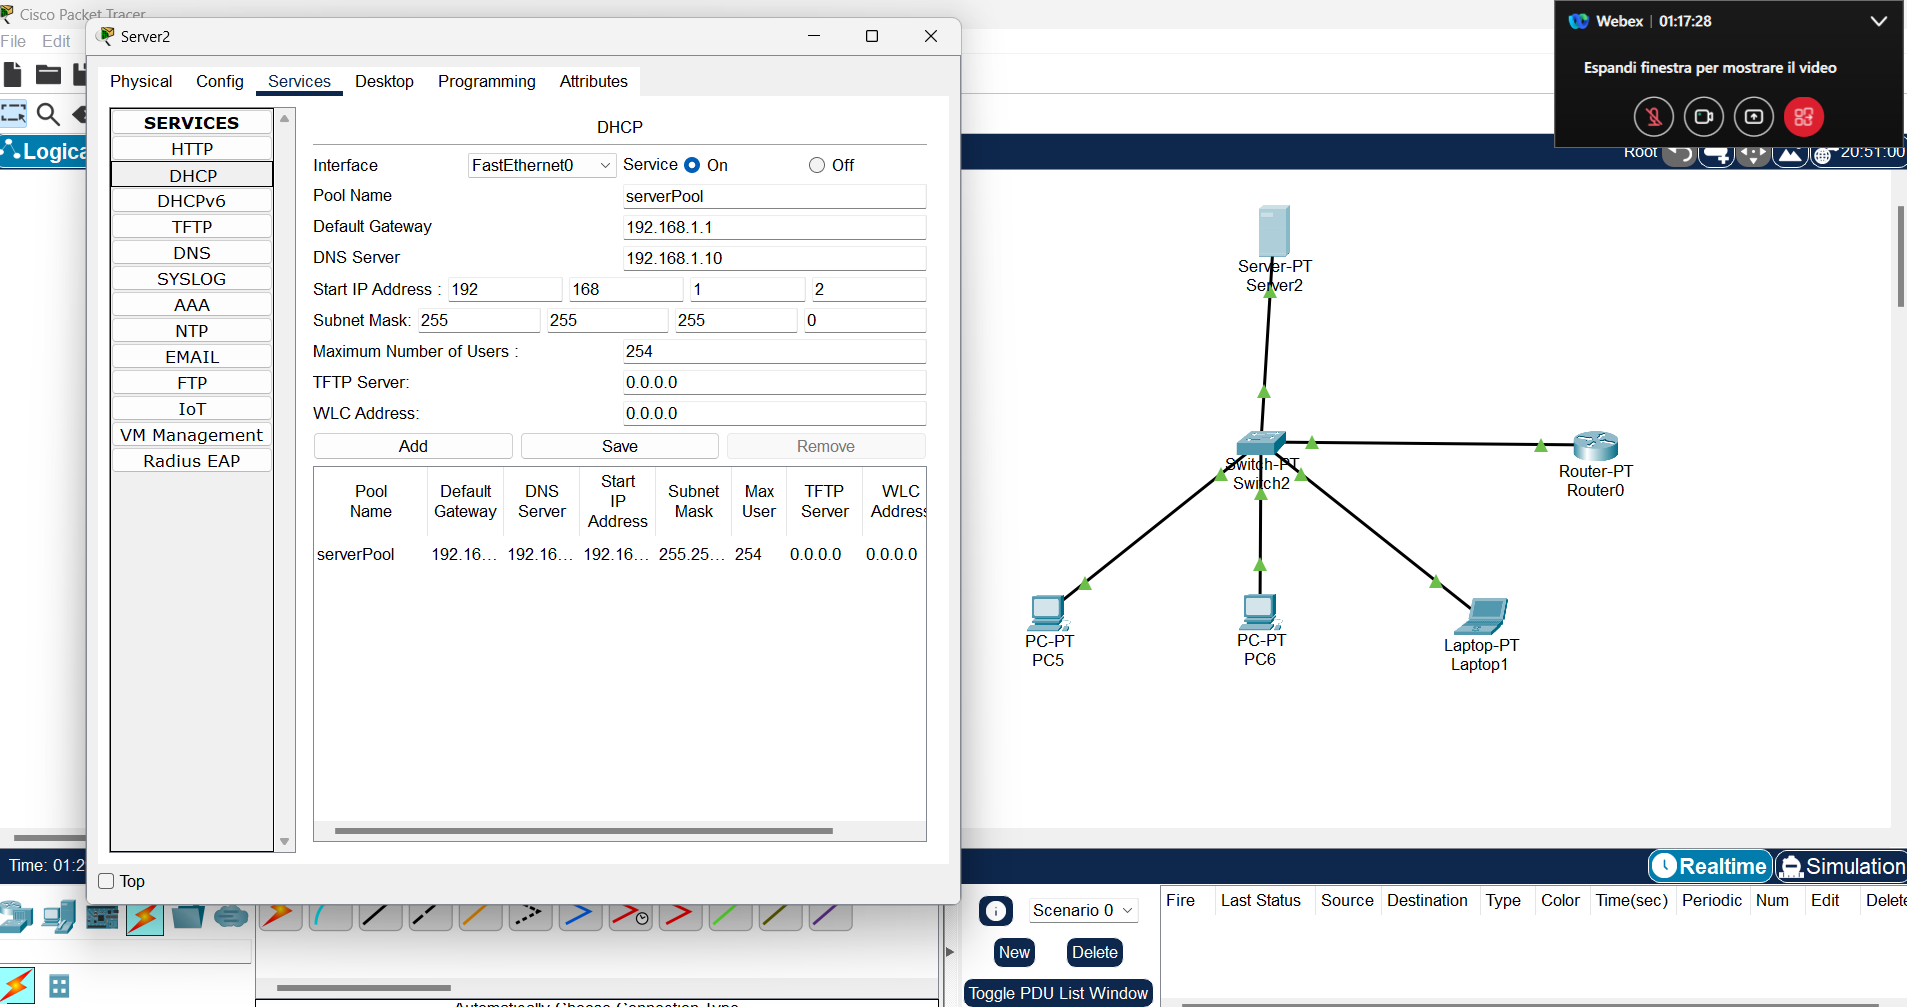 Cisco Packet Tracer
File Edit
Server2
Webex | 01:17:28
Espandi finestra per mostrare il video
Physical Config Services Desktop Programming Attributes
SERVICES
HTTP
DHCP
DHCPv6
TFTP
DNS
SYSLOG
AAA
NTP
EMAIL
FTP
IoT
VM Management
Radius EAP
DHCP
Interface FastEthernet0 Service On Off
Pool Name serverPool
Default Gateway 192.168.1.1
DNS Server 192.168.1.10
Start IP Address : 192 168 1 2
Subnet Mask: 255 255 255 0
Maximum Number of Users : 254
TFTP Server: 0.0.0.0
WLC Address: 0.0.0.0
Add Save Remove
Pool Name Default Gateway DNS Server Start IP Address Subnet Mask Max User TFTP Server WLC Address
serverPool 192.16... 192.16... 192.16... 255.25... 254 0.0.0.0 0.0.0.0
Top
Logica
Root 20:51:00
Server-PT
Server2
Switch-PT
Switch2
Router-PT
Router0
PC-PT
PC5
PC-PT
PC6
Laptop-PT
Laptop1
Time: 01:2
Realtime Simulation
Scenario 0
New Delete
Toggle PDU List Window
Fire Last Status Source Destination Type Color Time(sec) Periodic Num Edit Delete
Automatically Choose Connection Type